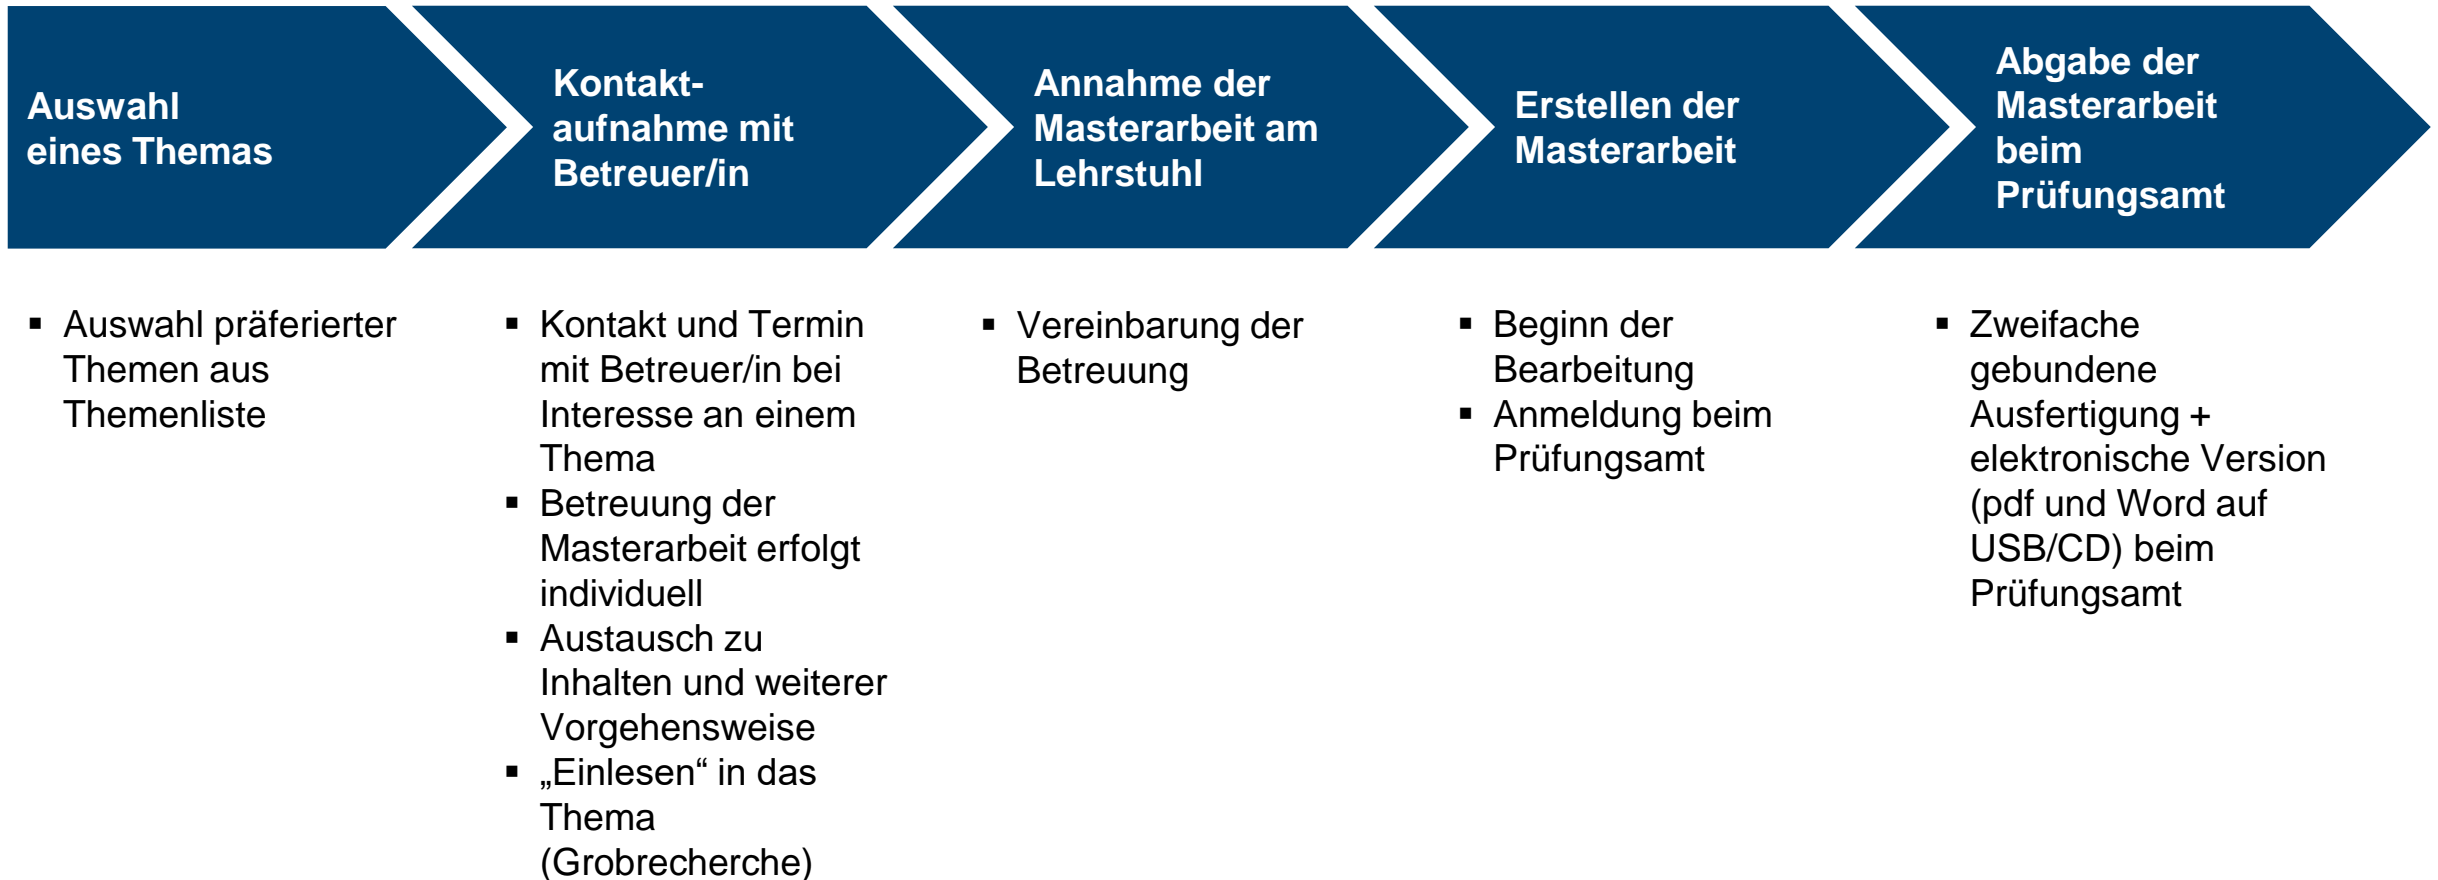 Auswahl
eines Themas
Kontakt-
aufnahme mit
Betreuer/in
Annahme der
Masterarbeit am
Lehrstuhl
Erstellen der
Masterarbeit
Abgabe der
Masterarbeit
beim
Prüfungsamt
▪ Auswahl präferierter
Themen aus
Themenliste
▪ Kontakt und Termin
mit Betreuer/in bei
Interesse an einem
Thema
▪ Betreuung der
Masterarbeit erfolgt
individuell
▪ Austausch zu
Inhalten und weiterer
Vorgehensweise
▪ „Einlesen“ in das
Thema
(Grobrecherche)
▪ Vereinbarung der
Betreuung
▪ Beginn der
Bearbeitung
▪ Anmeldung beim
Prüfungsamt
▪ Zweifache
gebundene
Ausfertigung +
elektronische Version
(pdf und Word auf
USB/CD) beim
Prüfungsamt